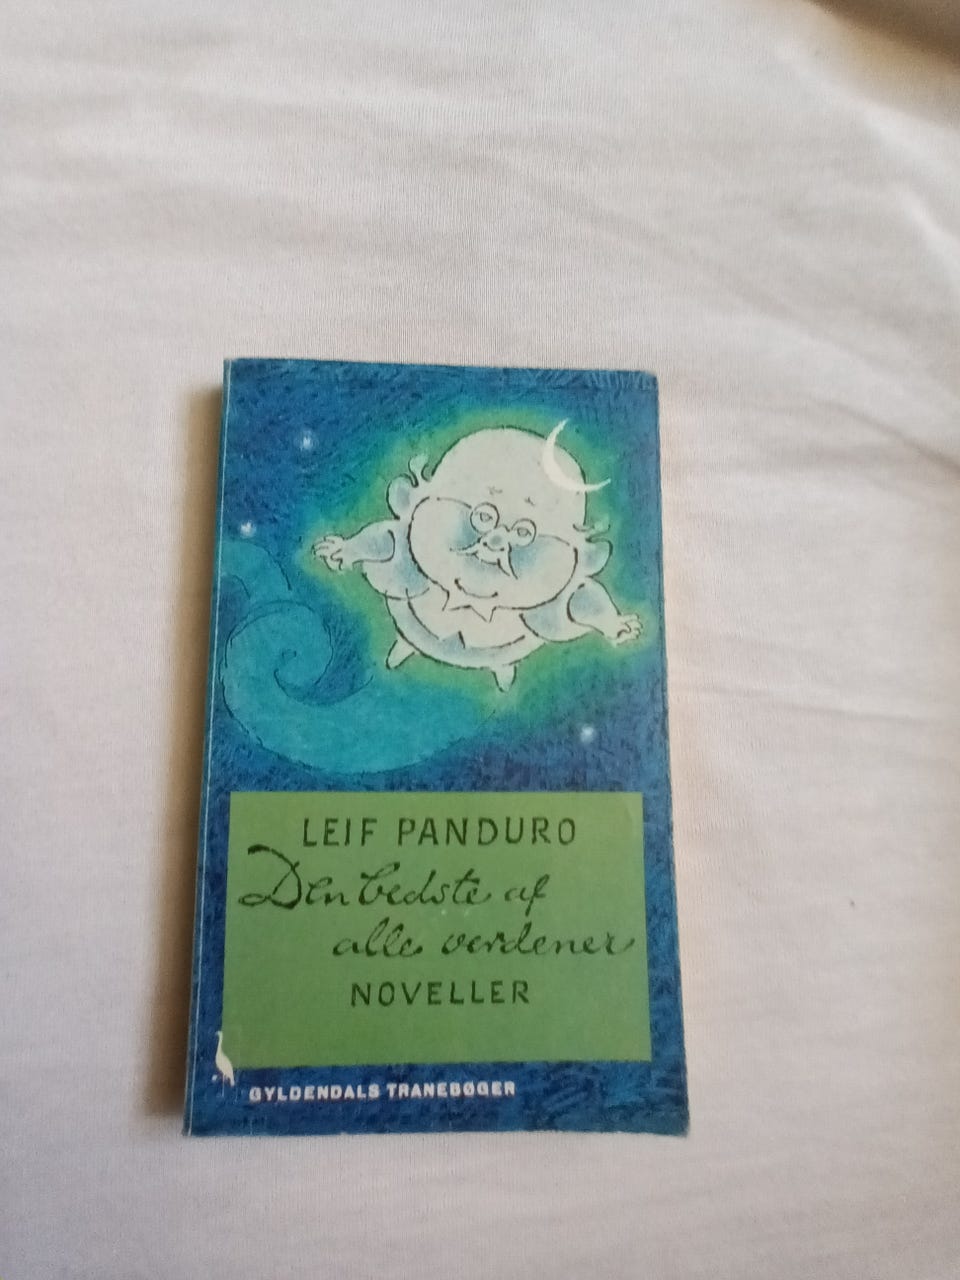 LEIF PANDURO
Den bedste af
alle verdener
NOVELLER
GYLDENDALS TRANEBØGER